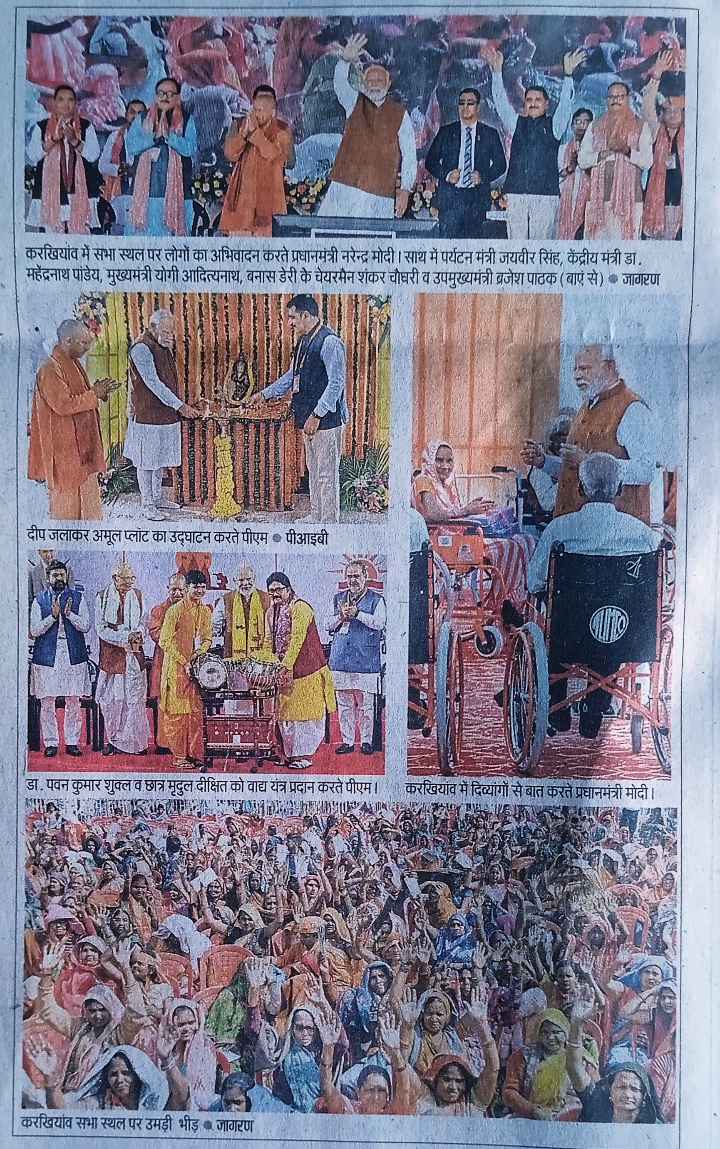 करखियांव में सभा स्थल पर लोगों का अभिवादन करते प्रधानमंत्री नरेन्द्र मोदी। साथ में पर्यटन मंत्री जयवीर सिंह, केंद्रीय मंत्री डा.
महेंद्रनाथ पांडेय, मुख्यमंत्री योगी आदित्यनाथ, बनास डेरी के चेयरमैन शंकर चौधरी व उपमुख्यमंत्री ब्रजेश पाठक (बाएं से) ● जागरण
दीप जलाकर अमूल प्लांट का उद्घाटन करते पीएम ● पीआइबी
डा. पवन कुमार शुक्ल व छात्र मृदुल दीक्षित को वाद्य यंत्र प्रदान करते पीएम।
करखियांव में दिव्यांगों से बात करते प्रधानमंत्री मोदी।
करखियांव सभा स्थल पर उमड़ी भीड़ ● जागरण